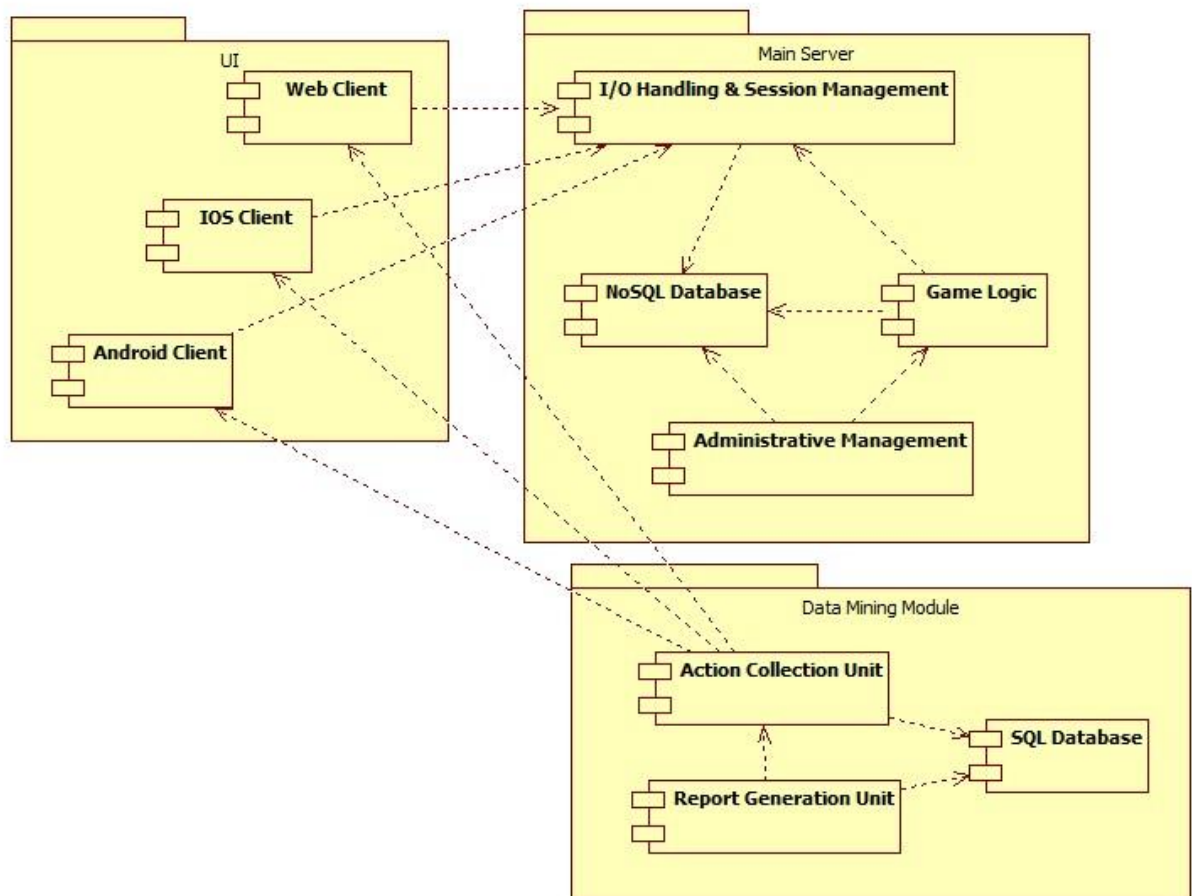 UI
Web Client
IOS Client
Android Client
Main Server
I/O Handling & Session Management
NoSQL Database
Game Logic
Administrative Management
Data Mining Module
Action Collection Unit
SQL Database
Report Generation Unit